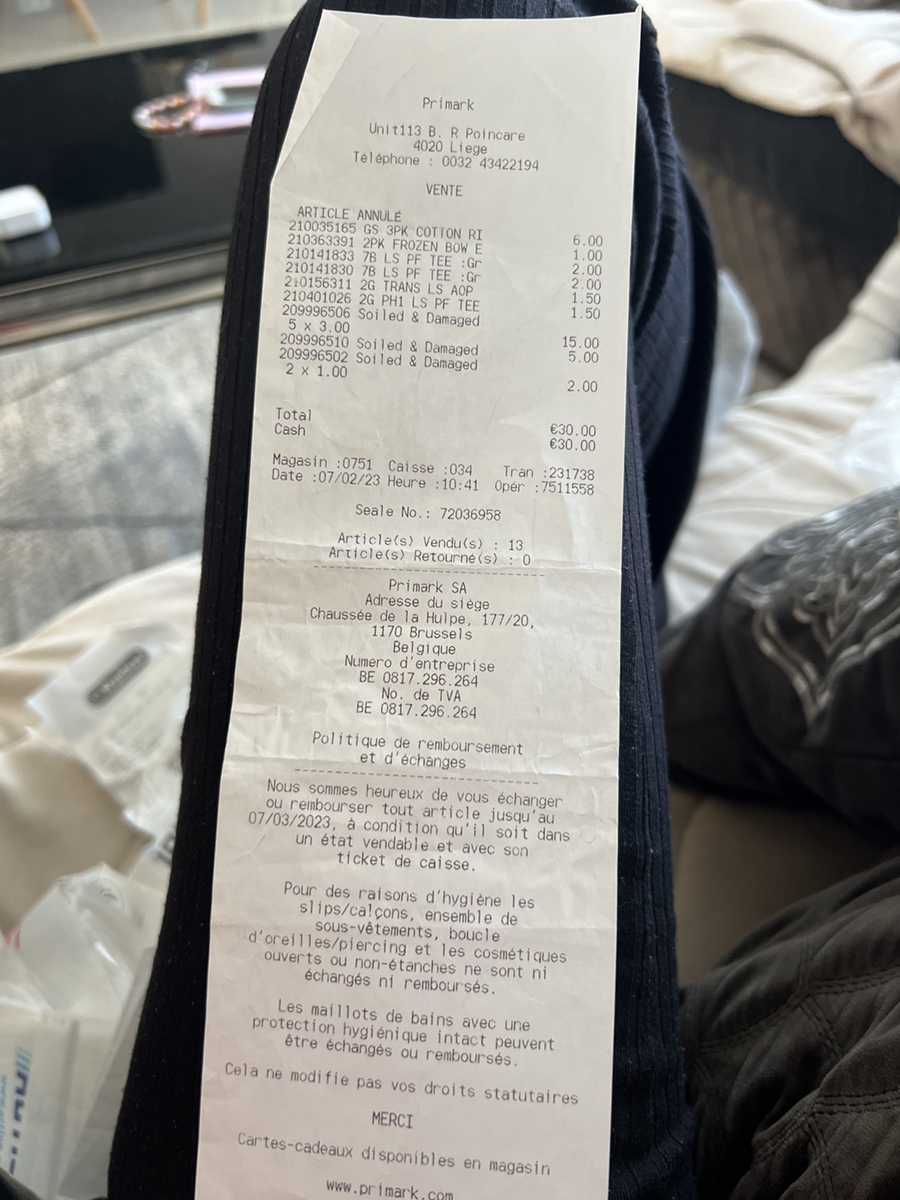 Primark
Unit113 B. R Poincare
4020 Liege
Téléphone : 0032 43422194
VENTE
ARTICLE ANNULÉ
210035165 GS 3PK COTTON RI 6.00
210363391 2PK FROZEN BOW E 1.00
210141833 7B LS PF TEE :Gr 2.00
210141830 7B LS PF TEE :Gr 2.00
210156311 2G TRANS LS AOP 1.50
210401026 2G PH1 LS PF TEE 1.50
209996506 Soiled & Damaged
5 x 3.00 15.00
209996510 Soiled & Damaged 5.00
209996502 Soiled & Damaged
2 x 1.00 2.00
Total €30.00
Cash €30.00
Magasin :0751 Caisse :034 Tran :231738
Date :07/02/23 Heure :10:41 Opér :7511558
Seale No.: 72036958
Article(s) Vendu(s) : 13
Article(s) Retourné(s) : 0
Primark SA
Adresse du siège
Chaussée de la Hulpe, 177/20,
1170 Brussels
Belgique
Numero d'entreprise
BE 0817.296.264
No. de TVA
BE 0817.296.264
Politique de remboursement
et d'échanges
Nous sommes heureux de vous échanger
ou rembourser tout article jusqu'au
07/03/2023, à condition qu'il soit dans
un état vendable et avec son
ticket de caisse.
Pour des raisons d'hygiène les
slips/calçons, ensemble de
sous-vêtements, boucle
d'oreilles/piercing et les cosmétiques
ouverts ou non-étanches ne sont ni
échangés ni remboursés.
Les maillots de bains avec une
protection hygiénique intact peuvent
être échangés ou remboursés.
Cela ne modifie pas vos droits statutaires
MERCI
Cartes-cadeaux disponibles en magasin
www.primark.com